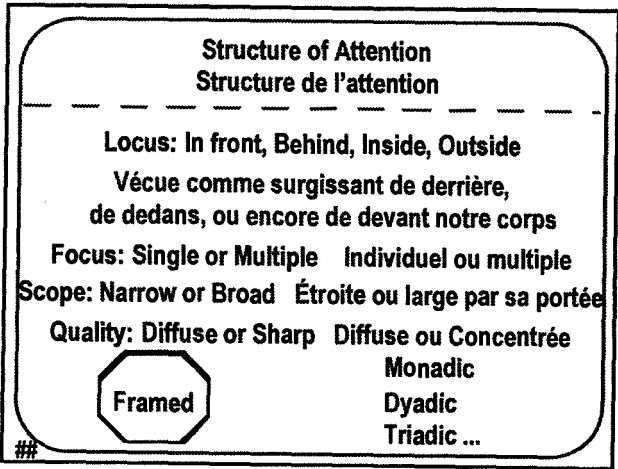 Structure of Attention
Structure de l'attention
Locus: In front, Behind, Inside, Outside
Vécue comme surgissant de derrière,
de dedans, ou encore de devant notre corps
Focus: Single or Multiple Individuel ou multiple
Scope: Narrow or Broad Étroite ou large par sa portée
Quality: Diffuse or Sharp Diffuse ou Concentrée
Monadic
Framed Dyadic
Triadic ...
##